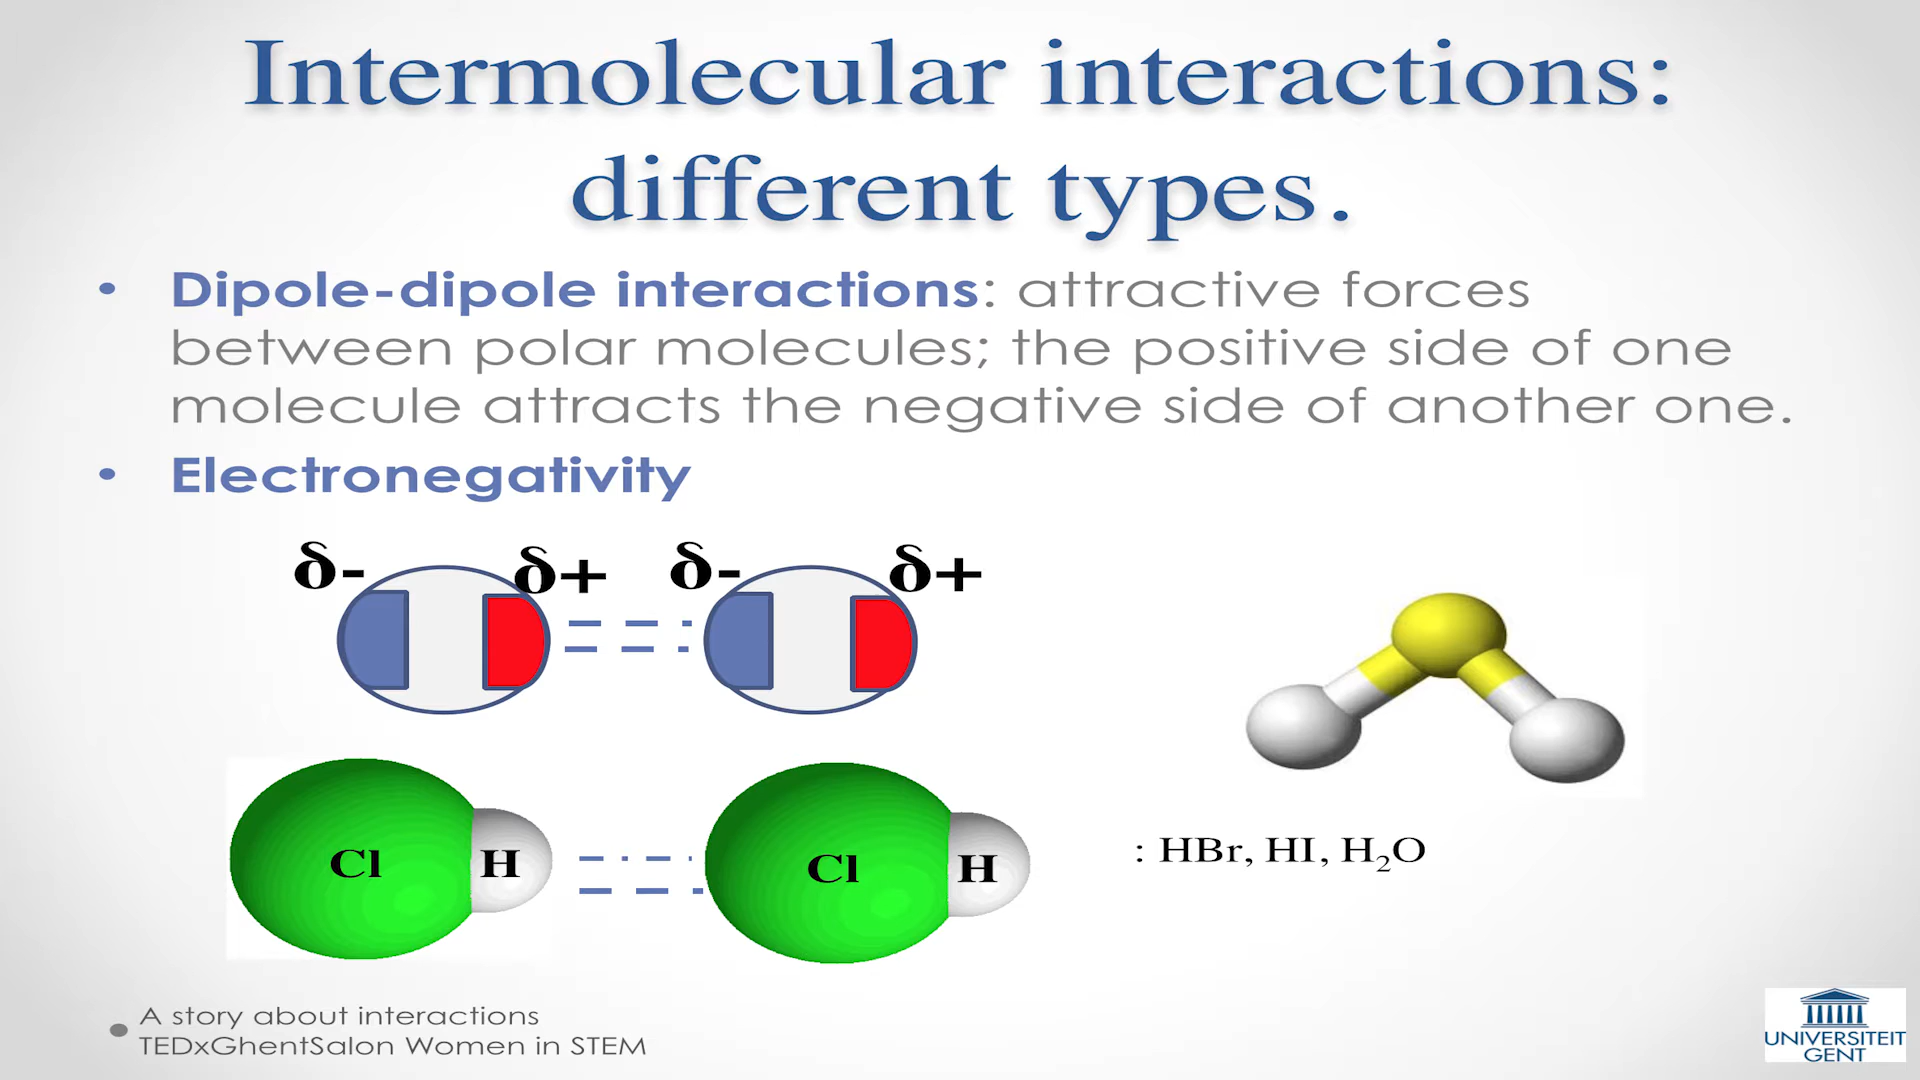 Intermolecular interactions:
different types.
• Dipole-dipole interactions: attractive forces
between polar molecules; the positive side of one
molecule attracts the negative side of another one.
• Electronegativity
δ- δ+ δ- δ+
Cl H Cl H
: HBr, HI, H₂O
• A story about interactions
TEDxGhentSalon Women in STEM
UNIVERSITEIT
GENT